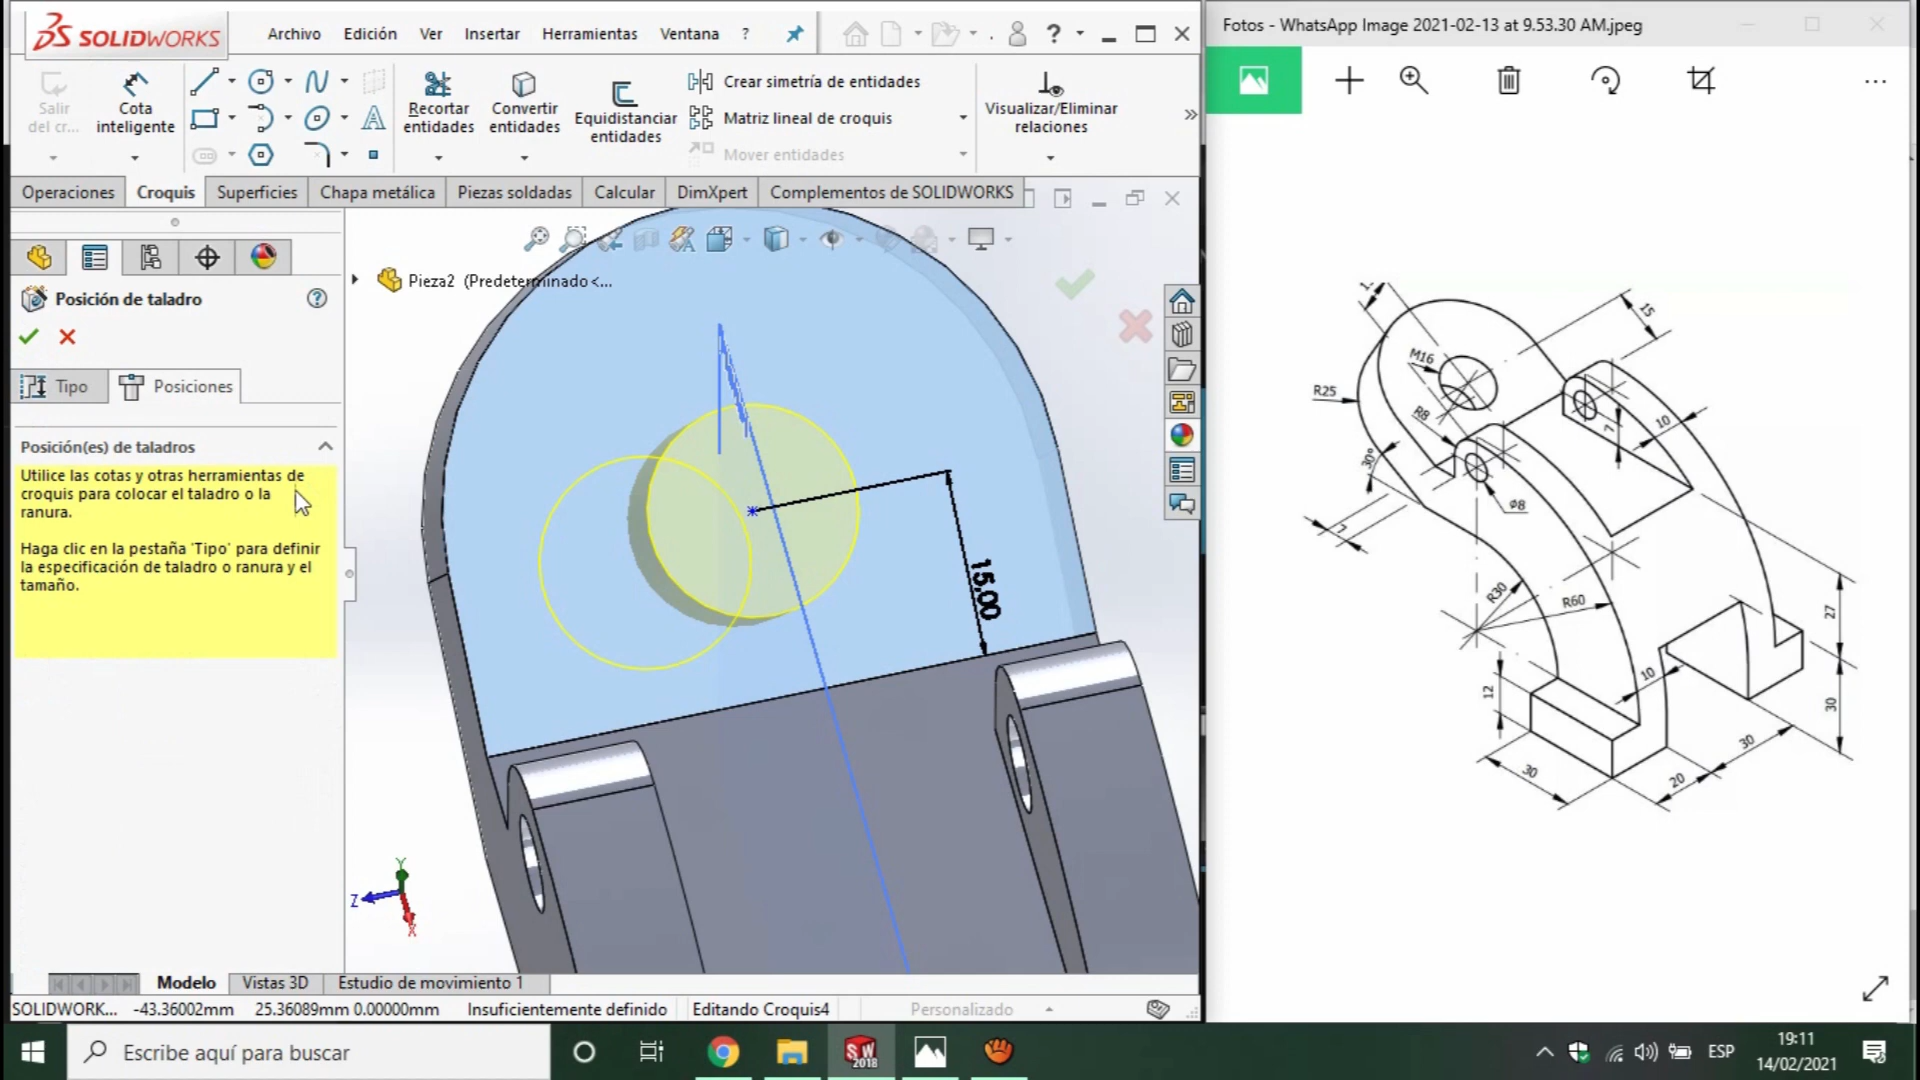 SOLIDWORKS
Archivo Edición Ver Insertar Herramientas Ventana ?
Fotos - WhatsApp Image 2021-02-13 at 9.53.30 AM.jpeg
Salir
del cr...
Cota
inteligente
Recortar
entidades
Convertir
entidades
Equidistanciar
entidades
Crear simetría de entidades
Matriz lineal de croquis
Mover entidades
Visualizar/Eliminar
relaciones
Operaciones Croquis Superficies Chapa metálica Piezas soldadas Calcular DimXpert Complementos de SOLIDWORKS
Pieza2 (Predeterminado<...
Posición de taladro
Tipo Posiciones
Posición(es) de taladros
Utilice las cotas y otras herramientas de
croquis para colocar el taladro o la
ranura.
Haga clic en la pestaña 'Tipo' para definir
la especificación de taladro o ranura y el
tamaño.
15,00
Y
Z
X
15
M16
R25
R8
10
7
30°
Ø8
7
R30
R60
27
10
12
30
30
30
20
Modelo Vistas 3D Estudio de movimiento 1
SOLIDWORK... -43.36002mm 25.36089mm 0.00000mm Insuficientemente definido Editando Croquis4 Personalizado
Escribe aquí para buscar
SW
2018
ESP
19:11
14/02/2021